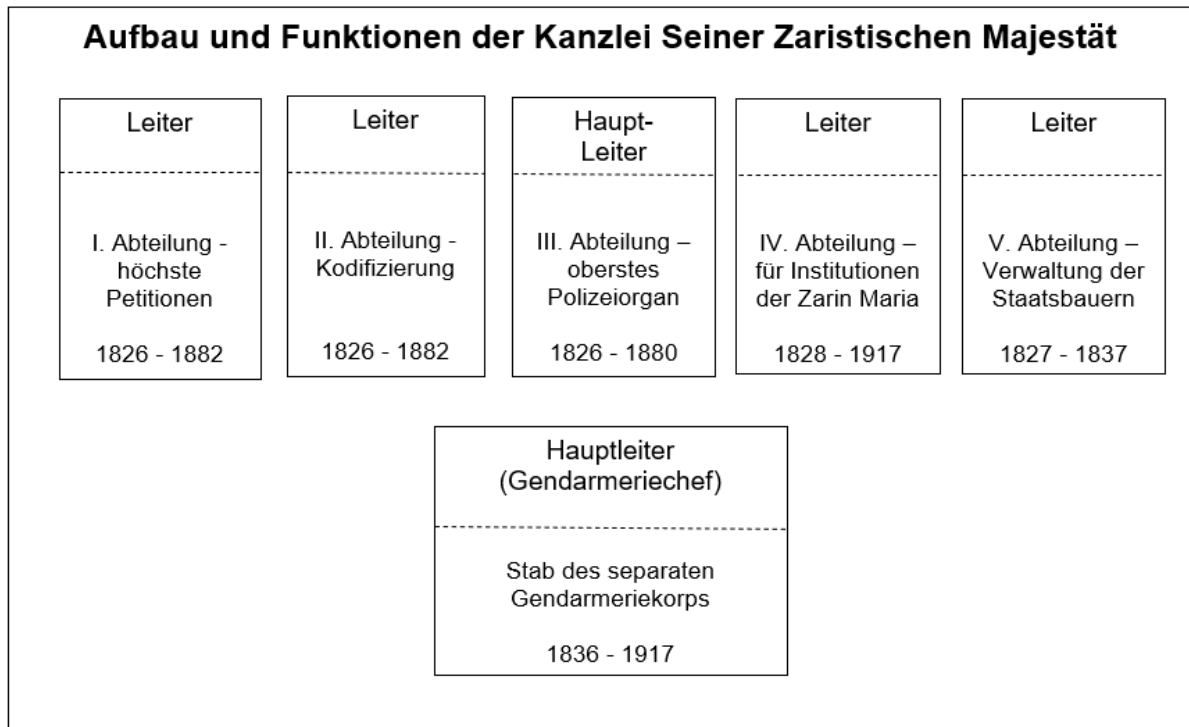 Aufbau und Funktionen der Kanzlei Seiner Zaristischen Majestät
Leiter
I. Abteilung -
höchste
Petitionen
1826 - 1882
Leiter
II. Abteilung -
Kodifizierung
1826 - 1882
Haupt-
Leiter
III. Abteilung –
oberstes
Polizeiorgan
1826 - 1880
Leiter
IV. Abteilung –
für Institutionen
der Zarin Maria
1828 - 1917
Leiter
V. Abteilung –
Verwaltung der
Staatsbauern
1827 - 1837
Hauptleiter
(Gendarmeriechef)
Stab des separaten
Gendarmeriekorps
1836 - 1917